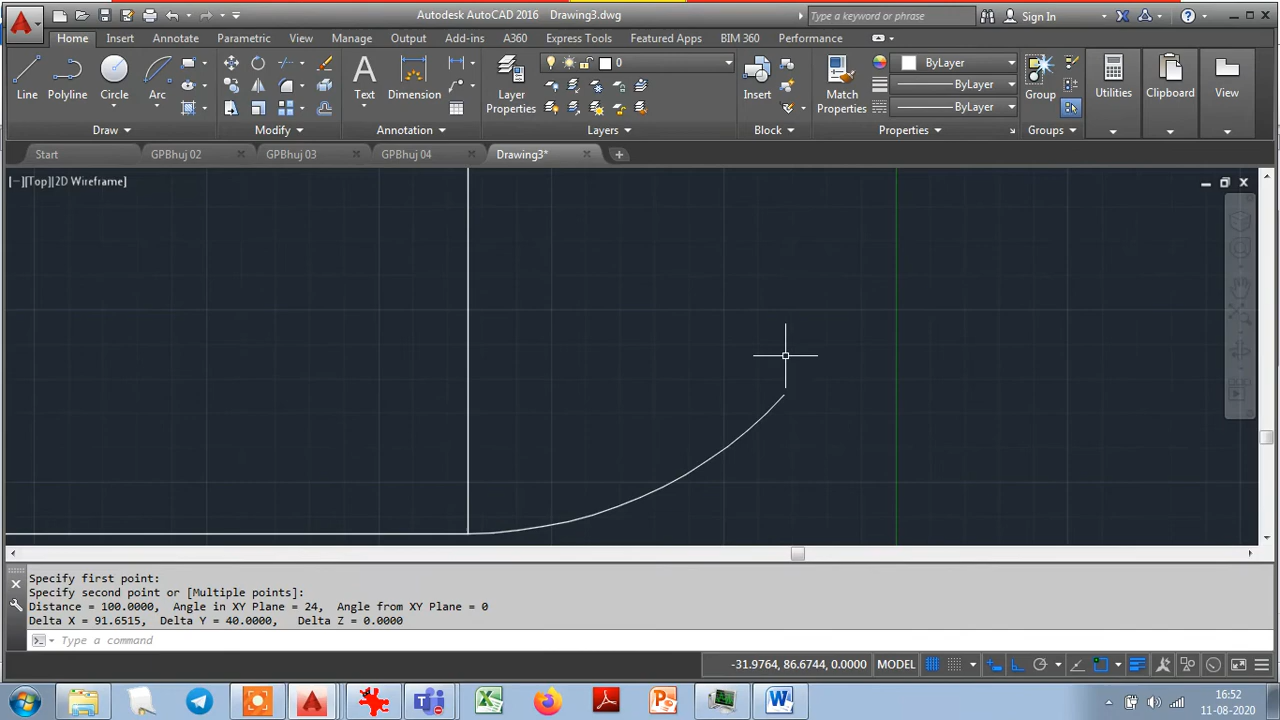 Autodesk AutoCAD 2016 Drawing3.dwg
Type a keyword or phrase
Sign In
Home Insert Annotate Parametric View Manage Output Add-ins A360 Express Tools Featured Apps BIM 360 Performance
0
ByLayer
ByLayer
ByLayer
Line Polyline Circle Arc
Text Dimension
Layer Properties
Insert
Match Properties
Group
Utilities Clipboard View
Draw Modify Annotation Layers Block Properties Groups
Start GPBhuj 02 GPBhuj 03 GPBhuj 04 Drawing3*
[−][Top][2D Wireframe]
Specify first point:
Specify second point or [Multiple points]:
Distance = 100.0000, Angle in XY Plane = 24, Angle from XY Plane = 0
Delta X = 91.6515, Delta Y = 40.0000, Delta Z = 0.0000
Type a command
-31.9764, 86.6744, 0.0000 MODEL
16:52
11-08-2020